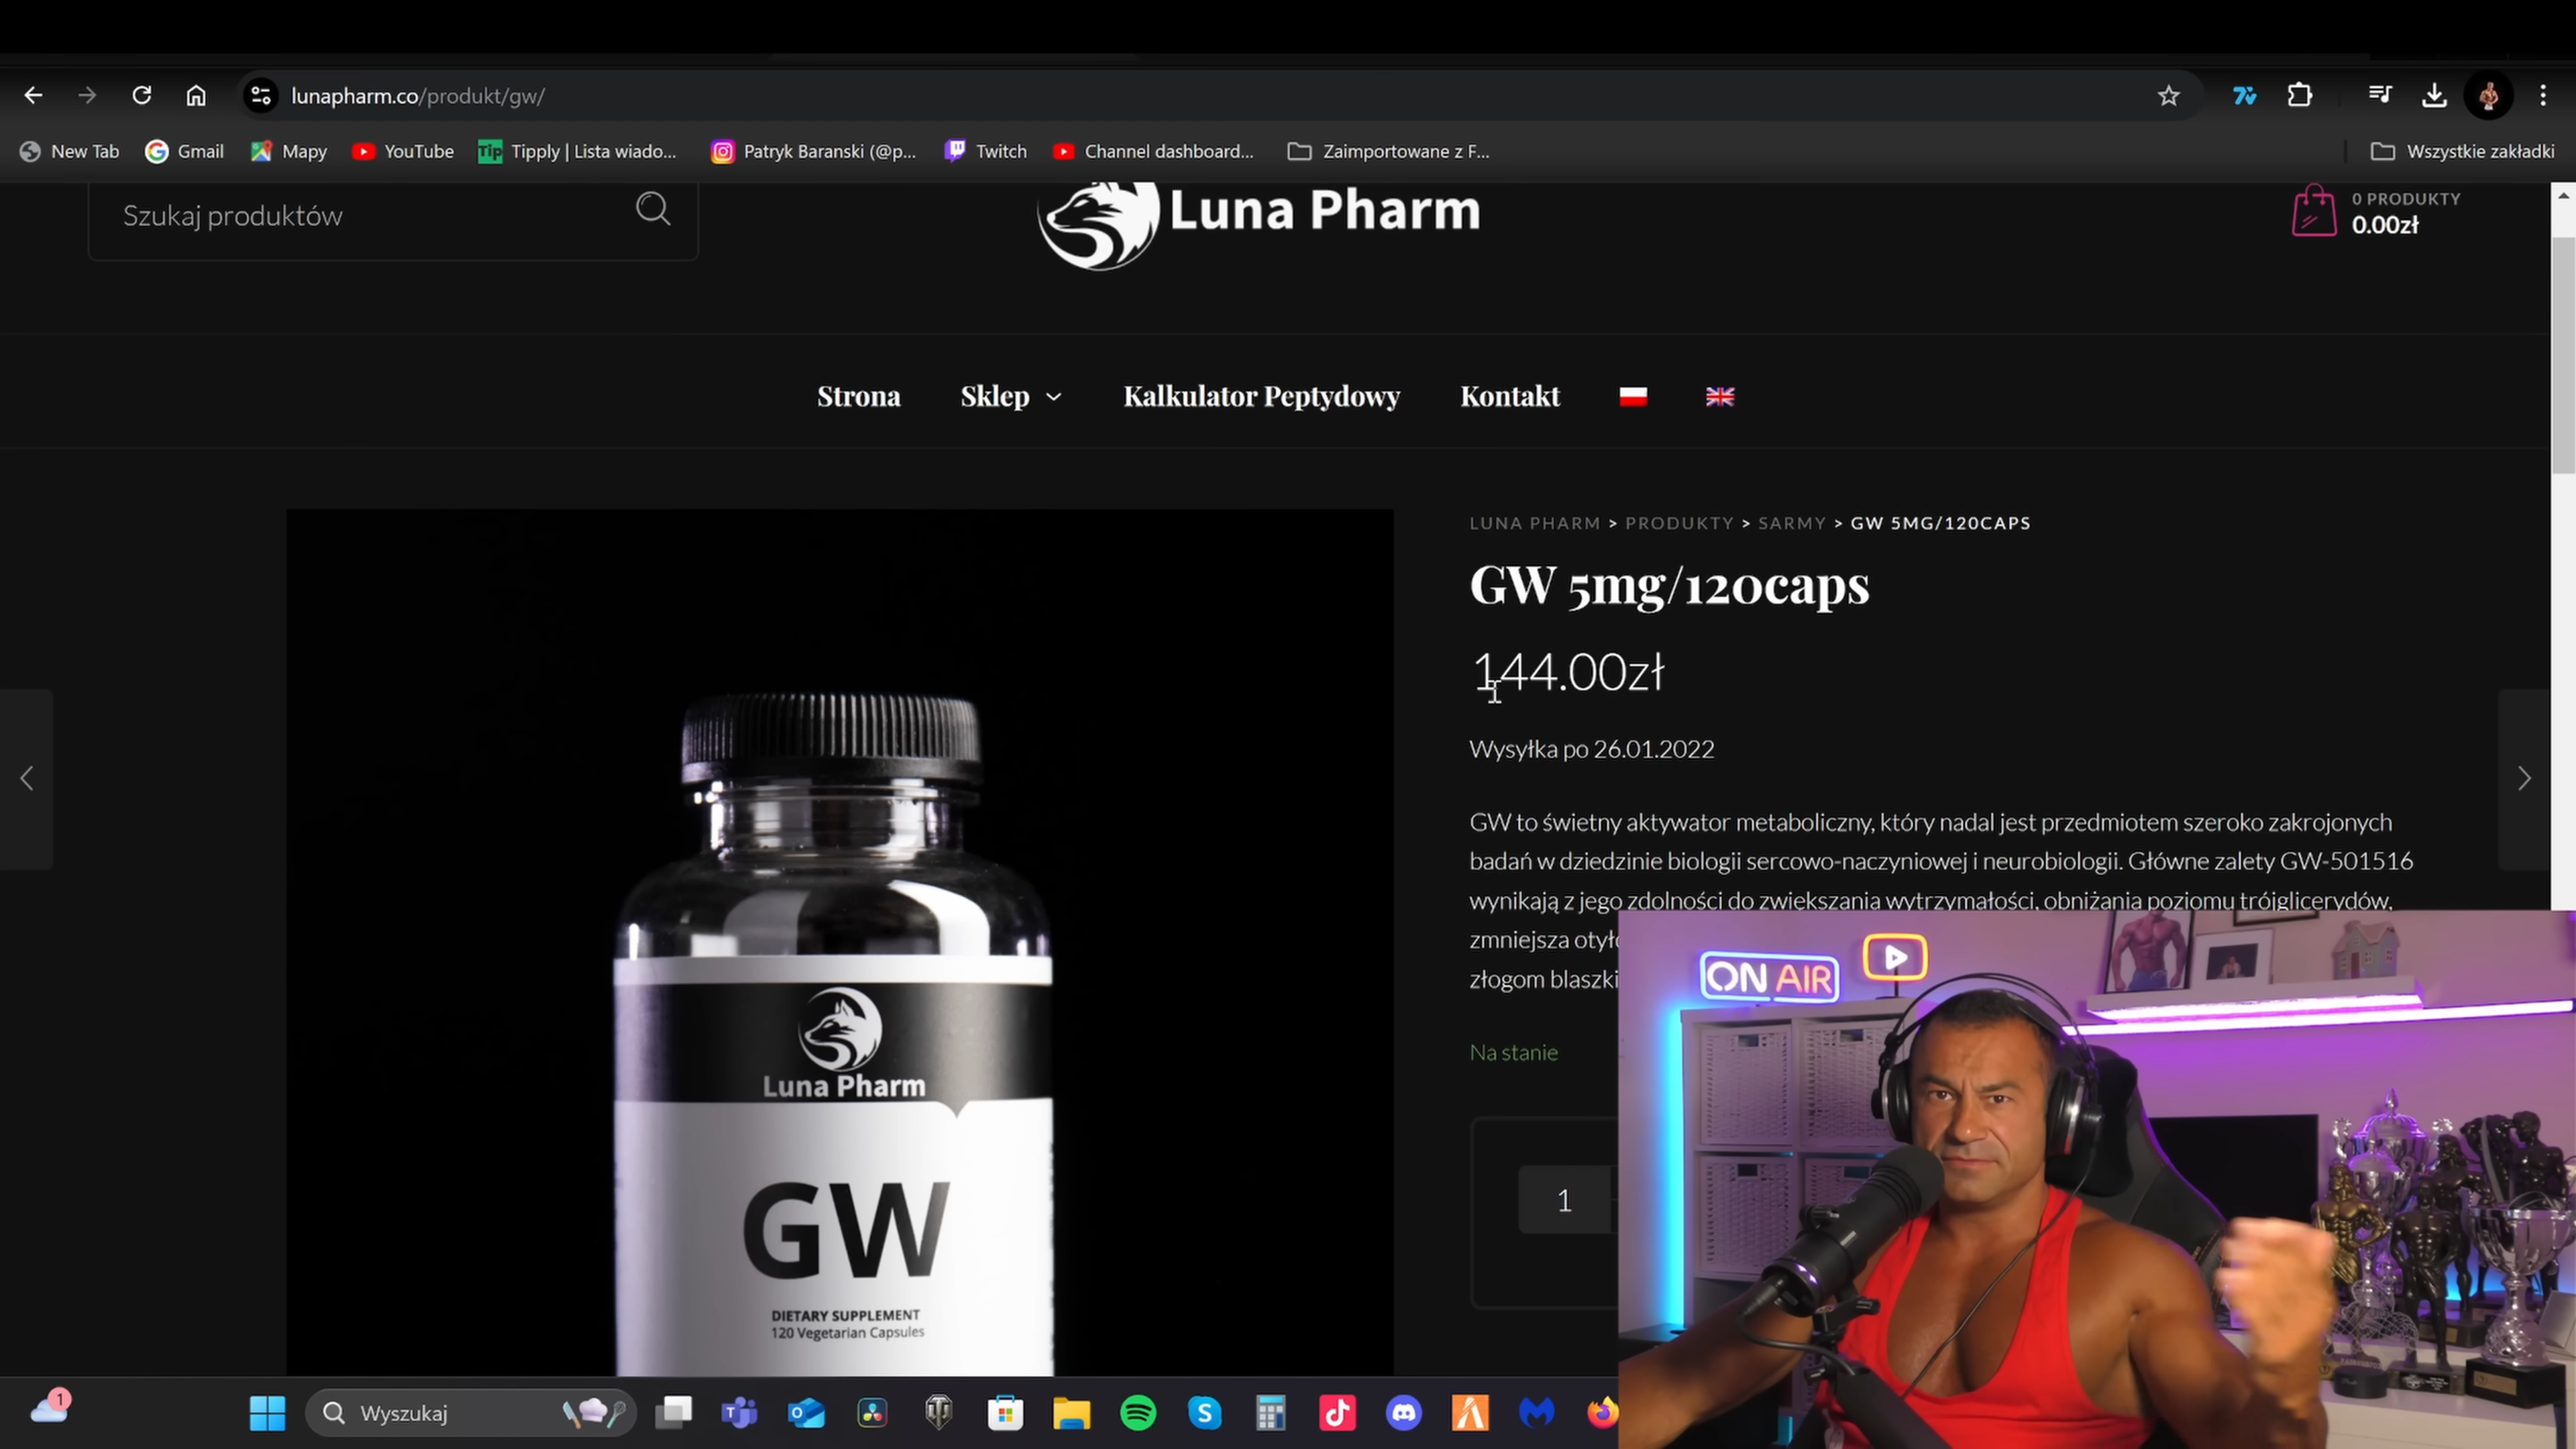 lunapharm.co/produkt/gw/
New Tab
Gmail
Mapy
YouTube
Tipply | Lista wiado...
Patryk Baranski (@p...
Twitch
Channel dashboard...
Zaimportowane z F...
Wszystkie zakładki
Szukaj produktów
Luna Pharm
0 PRODUKTY
0.00zł
Strona
Sklep
Kalkulator Peptydowy
Kontakt
LUNA PHARM > PRODUKTY > SARMY > GW 5MG/120CAPS
GW 5mg/120caps
144.00zł
Wysyłka po 26.01.2022
GW to świetny aktywator metaboliczny, który nadal jest przedmiotem szeroko zakrojonych
badań w dziedzinie biologii sercowo-naczyniowej i neurobiologii. Główne zalety GW-501516
wynikają z jego zdolności do zwiększania wytrzymałości, obniżania poziomu trójglicerydów,
zmniejsza
złogom
Na stanie
1
Luna Pharm
GW
DIETARY SUPPLEMENT
120 Vegetarian Capsules
ON AIR
1
Wyszukaj